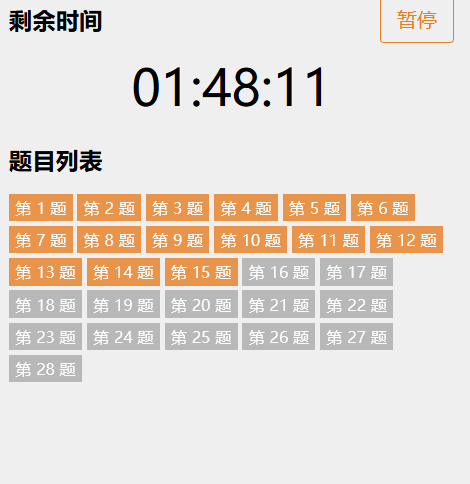 剩余时间 暂停
01:48:11
题目列表
第 1 题 第 2 题 第 3 题 第 4 题 第 5 题 第 6 题
第 7 题 第 8 题 第 9 题 第 10 题 第 11 题 第 12 题
第 13 题 第 14 题 第 15 题 第 16 题 第 17 题
第 18 题 第 19 题 第 20 题 第 21 题 第 22 题
第 23 题 第 24 题 第 25 题 第 26 题 第 27 题
第 28 题